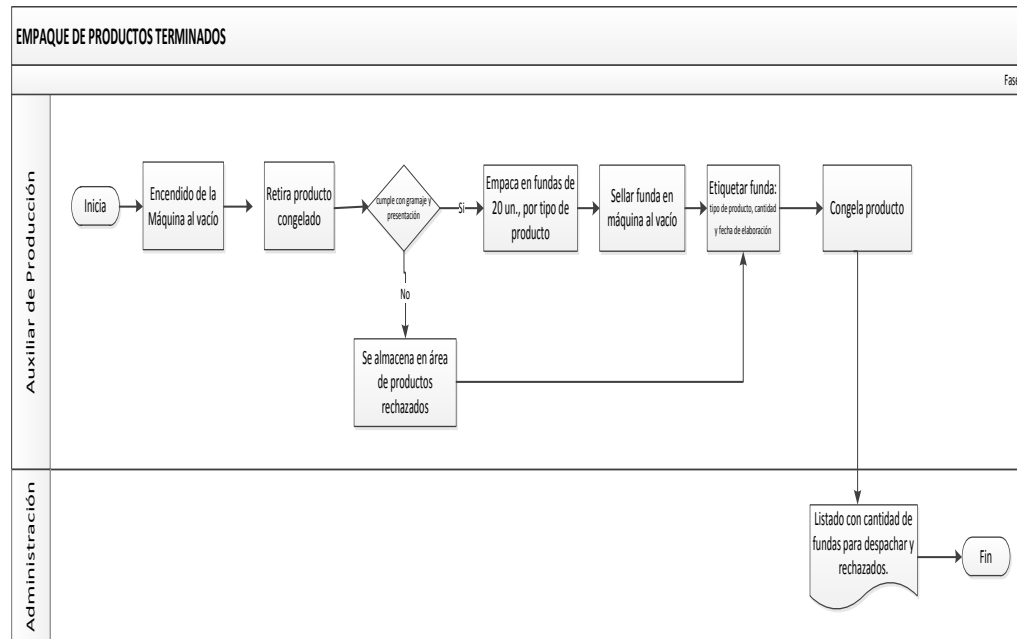 EMPAQUE DE PRODUCTOS TERMINADOS
Fase
Auxiliar de Producción
Inicia
Encendido de la
Máquina al vacío
Retira producto
congelado
cumple con gramaje y
presentación
Si
Empaca en fundas de
20 un., por tipo de
producto
Sellar funda en
máquina al vacío
Etiquetar funda:
tipo de producto, cantidad
y fecha de elaboración
Congela producto
No
Se almacena en área
de productos
rechazados
Administración
Listado con cantidad de
fundas para despachar y
rechazados.
Fin